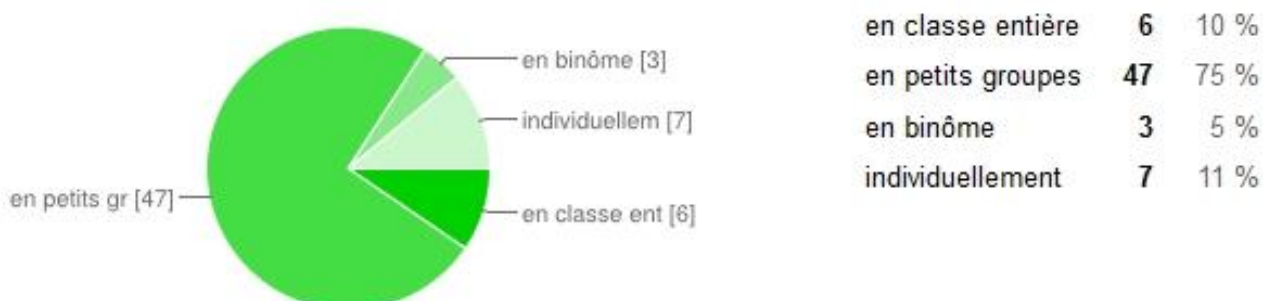 en binôme [3]
individuellem [7]
en petits gr [47]
en classe ent [6]
en classe entière 6 10 %
en petits groupes 47 75 %
en binôme 3 5 %
individuellement 7 11 %